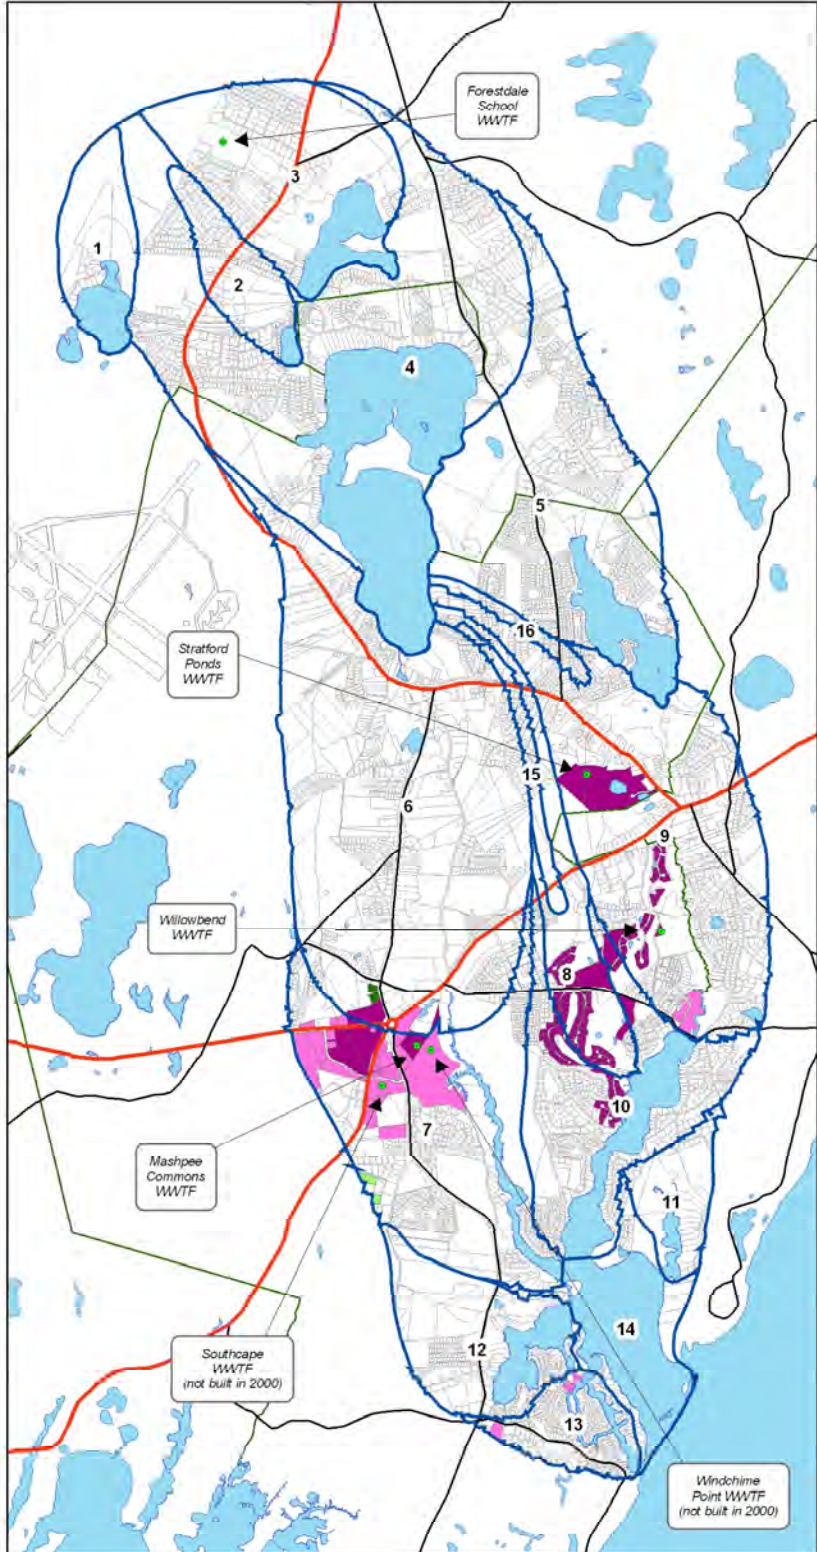 Forestdale
School
WWTF
3
1
2
4
5
16
Stratford
Ponds
WWTF
15
6
9
Willowbend
WWTF
8
10
7
Mashpee
Commons
WWTF
11
14
12
Southcape
WWTF
(not built in 2000)
13
Windchime
Point WWTF
(not built in 2000)